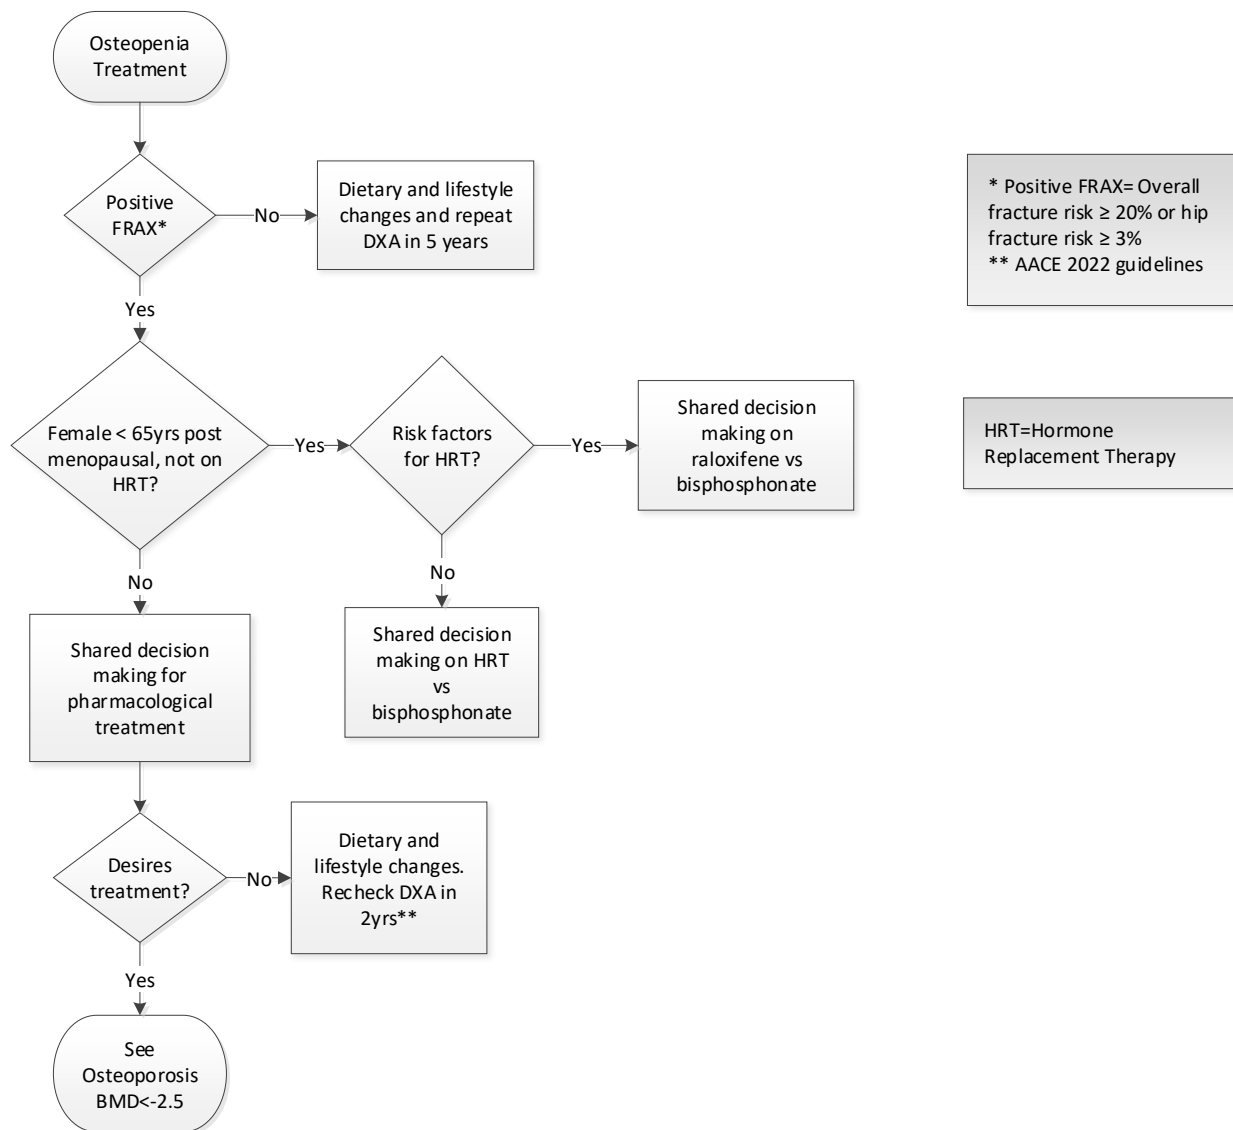 Osteopenia
Treatment
Positive
FRAX*
No
Dietary and lifestyle
changes and repeat
DXA in 5 years
* Positive FRAX= Overall
fracture risk ≥ 20% or hip
fracture risk ≥ 3%
** AACE 2022 guidelines
Yes
Female < 65yrs post
menopausal, not on
HRT?
Yes
Risk factors
for HRT?
Yes
Shared decision
making on
raloxifene vs
bisphosphonate
HRT=Hormone
Replacement Therapy
No
No
Shared decision
making for
pharmacological
treatment
Shared decision
making on HRT
vs
bisphosphonate
Desires
treatment?
No
Dietary and
lifestyle changes.
Recheck DXA in
2yrs**
Yes
See
Osteoporosis
BMD<-2.5